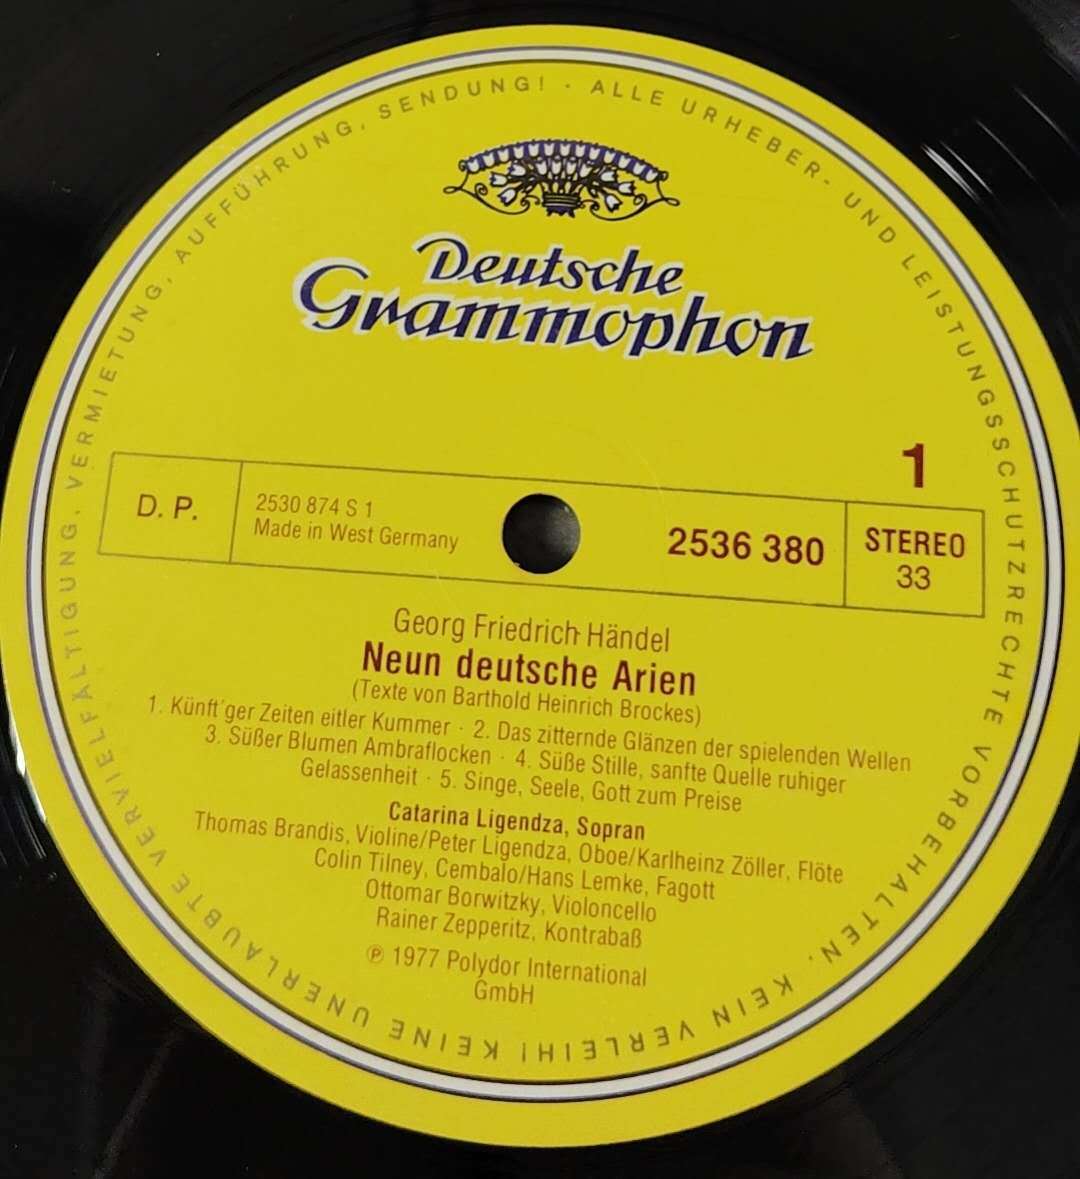 ALLE URHEBER- UND LEISTUNGSSCHUTZRECHTE VORBEHALTEN. KEIN VERLEIH! KEINE UNERLAUBTE VERVIELFÄLTIGUNG, VERMIETUNG, AUFFÜHRUNG, SENDUNG! ·
Deutsche
Grammophon
1
D. P.
2530 874 S 1
Made in West Germany
2536 380
STEREO
33
Georg Friedrich Händel
Neun deutsche Arien
(Texte von Barthold Heinrich Brockes)
1. Künft'ger Zeiten eitler Kummer · 2. Das zitternde Glänzen der spielenden Wellen
3. Süßer Blumen Ambraflocken · 4. Süße Stille, sanfte Quelle ruhiger
Gelassenheit · 5. Singe, Seele, Gott zum Preise
Catarina Ligendza, Sopran
Thomas Brandis, Violine/Peter Ligendza, Oboe/Karlheinz Zöller, Flöte
Colin Tilney, Cembalo/Hans Lemke, Fagott
Ottomar Borwitzky, Violoncello
Rainer Zepperitz, Kontrabaß
℗ 1977 Polydor International
GmbH